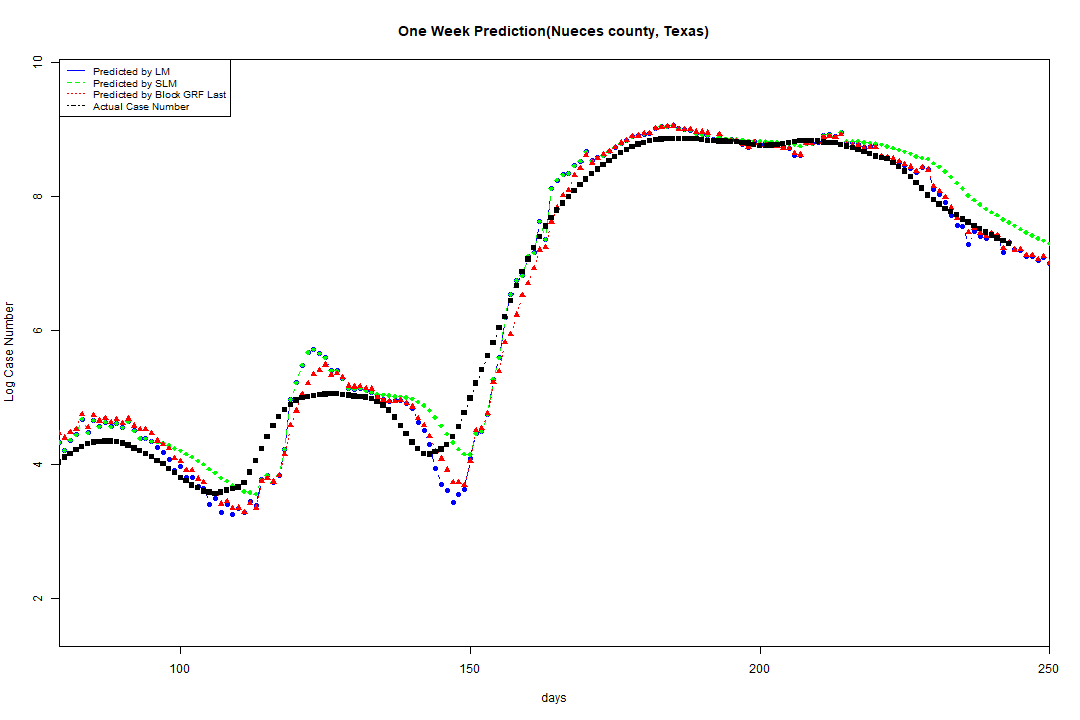 One Week Prediction(Nueces county, Texas)
Predicted by LM
Predicted by SLM
Predicted by Block GRF Last
Actual Case Number
Log Case Number
10
8
6
4
2
100 150 200 250
days